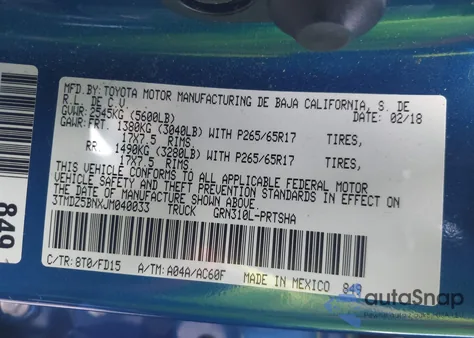 MFD.BY: TOYOTA MOTOR MANUFACTURING DE BAJA CALIFORNIA, S. DE
R.L. DE C.V. DATE: 02/18
GVWR: 2545KG (5600LB)
GAWR: FRT. 1380KG (3040LB) WITH P265/65R17 TIRES,
17X7.5 RIMS,
RR. 1490KG (3280LB) WITH P265/65R17 TIRES,
17X7.5 RIMS,
THIS VEHICLE CONFORMS TO ALL APPLICABLE FEDERAL MOTOR
VEHICLE SAFETY AND THEFT PREVENTION STANDARDS IN EFFECT ON
THE DATE OF MANUFACTURE SHOWN ABOVE.
3TMDZ5BNXJM040033 TRUCK GRN310L-PRTSHA
C/TR: 8T0/FD15 A/TM: A04A/AC60F MADE IN MEXICO 849
849
autoSnap